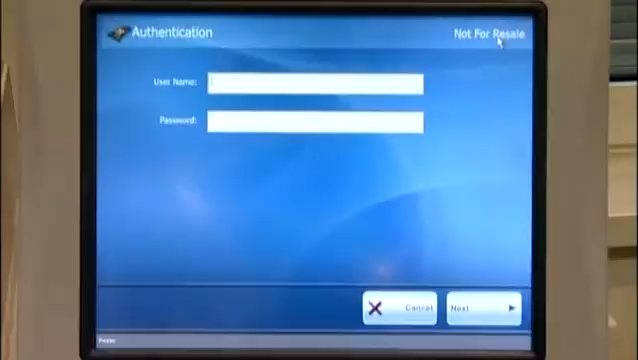 Authentication
Not For Resale
User Name:
Password:
Cancel
Next